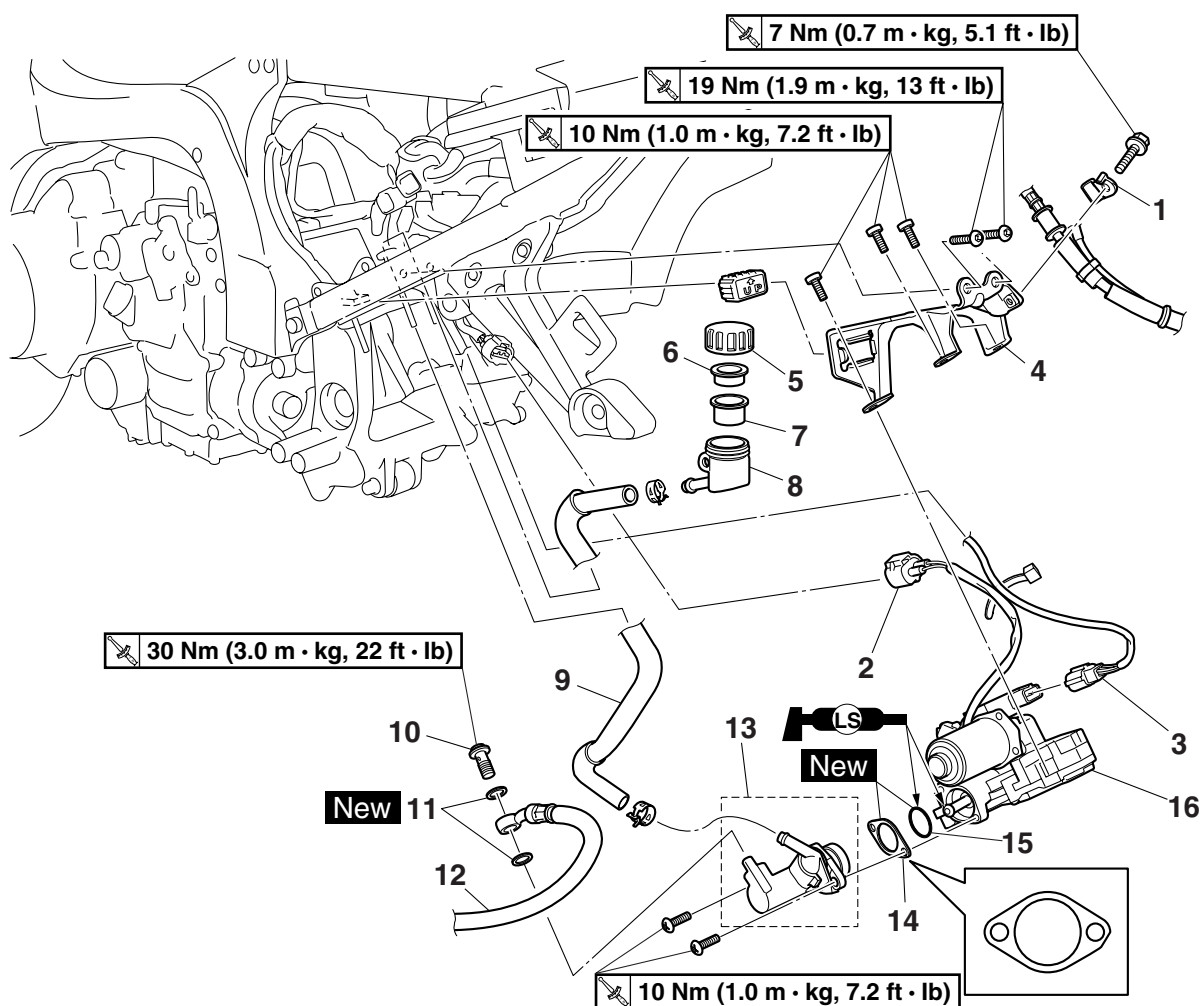 7 Nm (0.7 m · kg, 5.1 ft · lb)
19 Nm (1.9 m · kg, 13 ft · lb)
10 Nm (1.0 m · kg, 7.2 ft · lb)
1
UP
6
5
4
7
8
30 Nm (3.0 m · kg, 22 ft · lb)
9
2
10
13
LS
3
New
New 11
16
15
12
14
10 Nm (1.0 m · kg, 7.2 ft · lb)